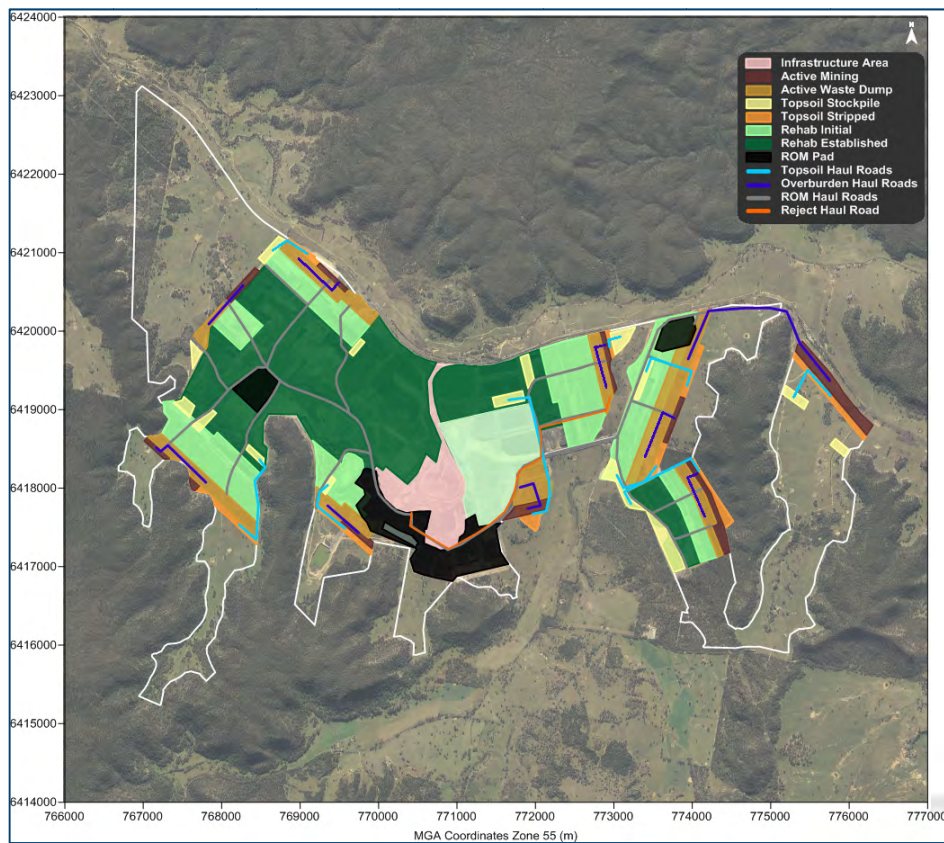 6424000
6423000
6422000
6421000
6420000
6419000
6418000
6417000
6416000
6415000
6414000
N
Infrastructure Area
Active Mining
Active Waste Dump
Topsoil Stockpile
Topsoil Stripped
Rehab Initial
Rehab Established
ROM Pad
Topsoil Haul Roads
Overburden Haul Roads
ROM Haul Roads
Reject Haul Road
766000 767000 768000 769000 770000 771000 772000 773000 774000 775000 776000 777000
MGA Coordinates Zone 55 (m)